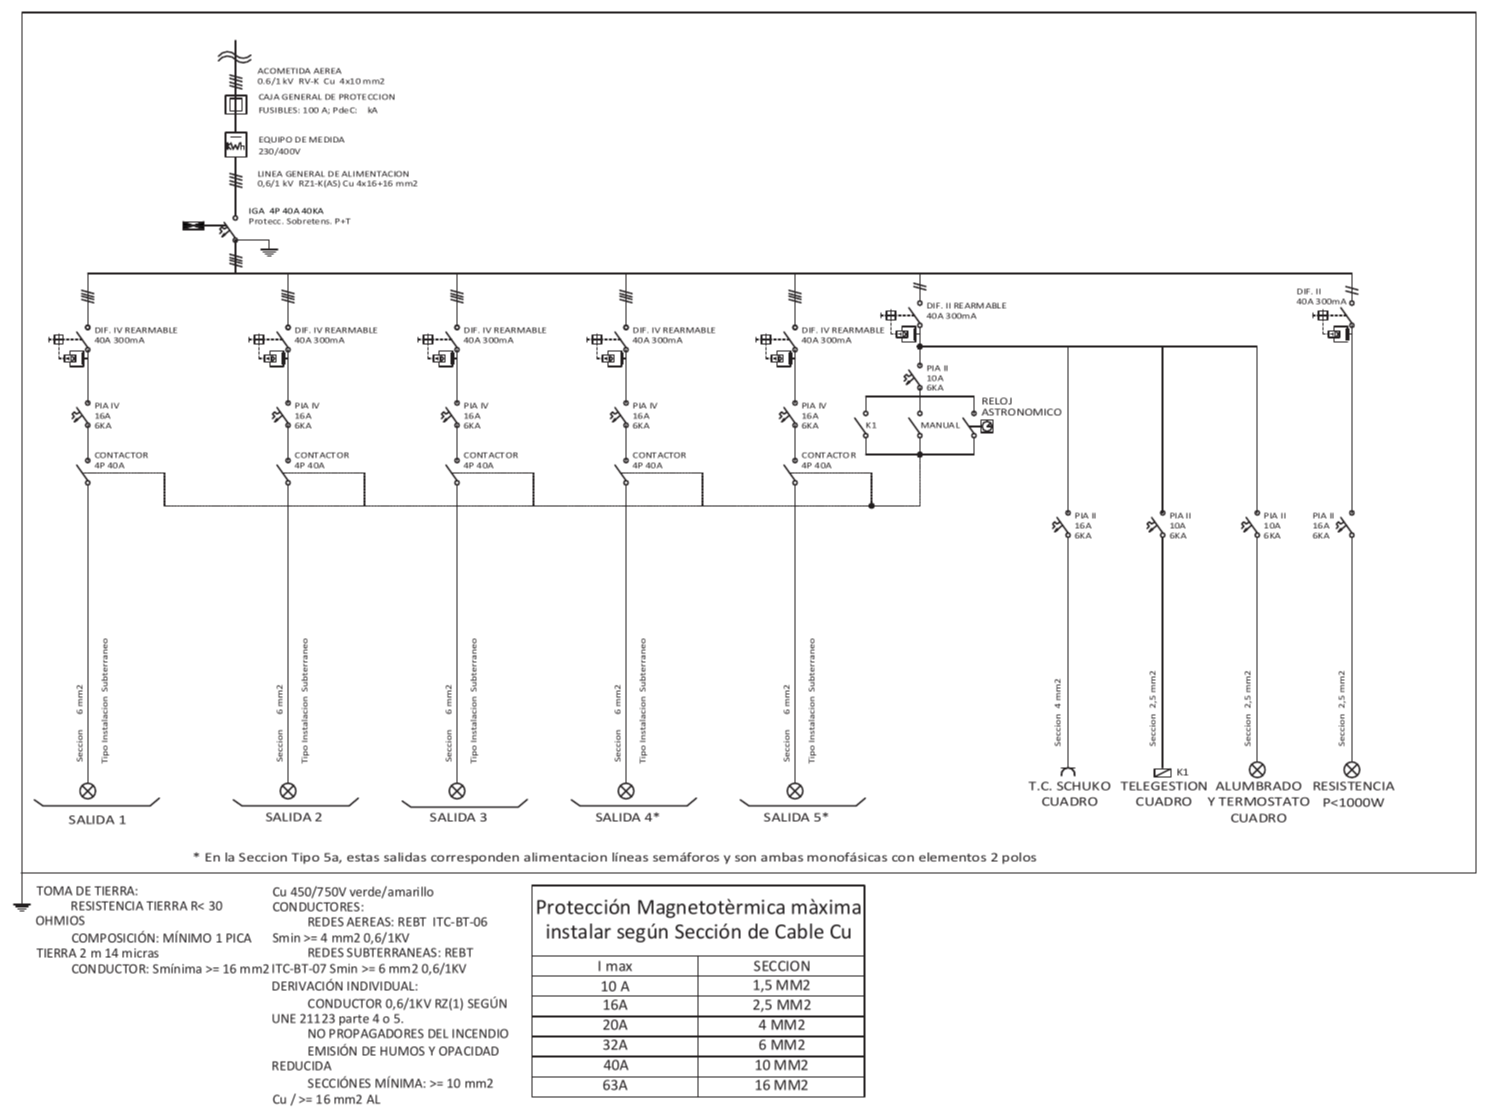 ACOMETIDA AEREA
0.6/1 kV RV-K Cu 4x10 mm2
CAJA GENERAL DE PROTECCION
FUSIBLES: 100 A; PdeC: kA
KWh
EQUIPO DE MEDIDA
230/400V
LINEA GENERAL DE ALIMENTACION
0,6/1 kV RZ1-K(AS) Cu 4x16+16 mm2
IGA 4P 40A 40KA
Protecc. Sobretens. P+T
DIF. IV REARMABLE
40A 300mA
DIF. IV REARMABLE
40A 300mA
DIF. IV REARMABLE
40A 300mA
DIF. IV REARMABLE
40A 300mA
DIF. IV REARMABLE
40A 300mA
DIF. II REARMABLE
40A 300mA
DIF. II
40A 300mA
PIA IV
16A
6KA
PIA IV
16A
6KA
PIA IV
16A
6KA
PIA IV
16A
6KA
PIA IV
16A
6KA
PIA II
10A
6KA
RELOJ
ASTRONOMICO
K1
MANUAL
CONTACTOR
4P 40A
CONTACTOR
4P 40A
CONTACTOR
4P 40A
CONTACTOR
4P 40A
CONTACTOR
4P 40A
PIA II
16A
6KA
PIA II
10A
6KA
PIA II
10A
6KA
PIA II
16A
6KA
Seccion 6 mm2
Tipo Instalacion Subterraneo
Seccion 6 mm2
Tipo Instalacion Subterraneo
Seccion 6 mm2
Tipo Instalacion Subterraneo
Seccion 6 mm2
Tipo Instalacion Subterraneo
Seccion 6 mm2
Tipo Instalacion Subterraneo
Seccion 4 mm2
Seccion 2,5 mm2
Seccion 2,5 mm2
Seccion 2,5 mm2
SALIDA 1
SALIDA 2
SALIDA 3
SALIDA 4*
SALIDA 5*
T.C. SCHUKO
CUADRO
K1
TELEGESTION
CUADRO
ALUMBRADO
Y TERMOSTATO
CUADRO
RESISTENCIA
P<1000W
* En la Seccion Tipo 5a, estas salidas corresponden alimentacion líneas semáforos y son ambas monofásicas con elementos 2 polos
TOMA DE TIERRA:
RESISTENCIA TIERRA R< 30
OHMIOS
COMPOSICIÓN: MÍNIMO 1 PICA
TIERRA 2 m 14 micras
CONDUCTOR: Smínima >= 16 mm2
Cu 450/750V verde/amarillo
CONDUCTORES:
REDES AEREAS: REBT ITC-BT-06
Smin >= 4 mm2 0,6/1KV
REDES SUBTERRANEAS: REBT
ITC-BT-07 Smin >= 6 mm2 0,6/1KV
DERIVACIÓN INDIVIDUAL:
CONDUCTOR 0,6/1KV RZ(1) SEGÚN
UNE 21123 parte 4 o 5.
NO PROPAGADORES DEL INCENDIO
EMISIÓN DE HUMOS Y OPACIDAD
REDUCIDA
SECCIÓNES MÍNIMA: >= 10 mm2
Cu / >= 16 mm2 AL
Protección Magnetotèrmica màxima
instalar según Sección de Cable Cu
I max SECCION
10 A 1,5 MM2
16A 2,5 MM2
20A 4 MM2
32A 6 MM2
40A 10 MM2
63A 16 MM2